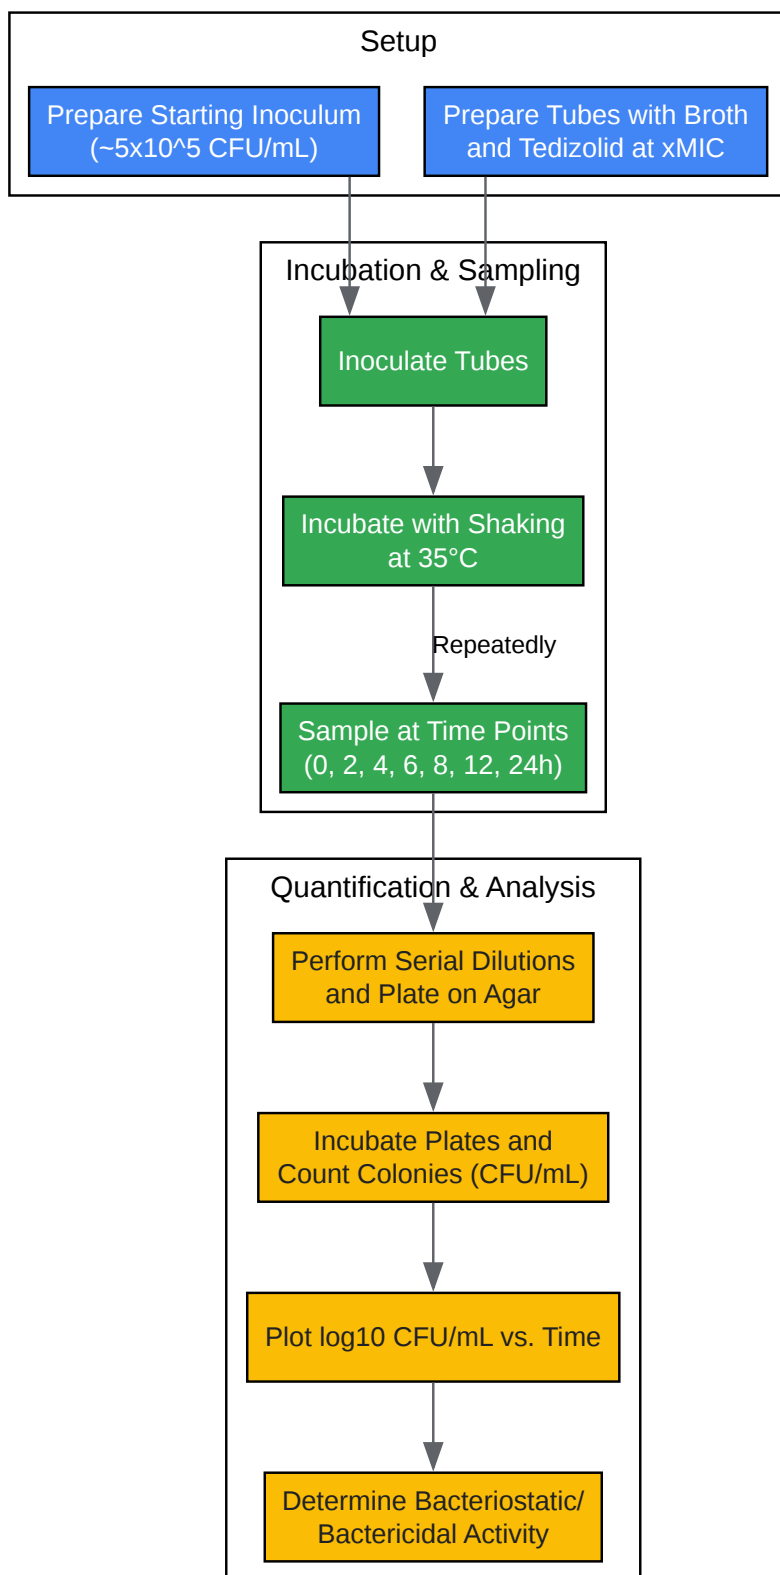 Setup
Prepare Starting Inoculum
(~5x10^5 CFU/mL)
Prepare Tubes with Broth
and Tedizolid at xMIC
Incubation & Sampling
Inoculate Tubes
Incubate with Shaking
at 35°C
Repeatedly
Sample at Time Points
(0, 2, 4, 6, 8, 12, 24h)
Quantification & Analysis
Perform Serial Dilutions
and Plate on Agar
Incubate Plates and
Count Colonies (CFU/mL)
Plot log10 CFU/mL vs. Time
Determine Bacteriostatic/
Bactericidal Activity